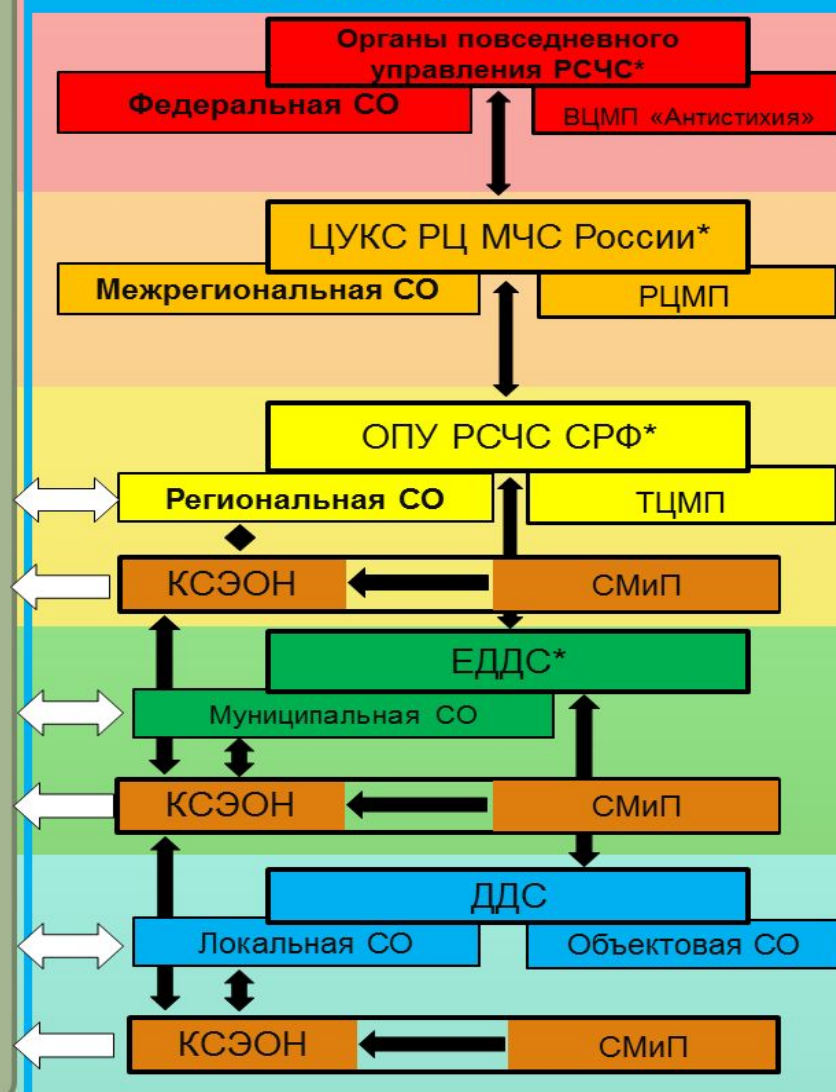 Органы повседневного
управления РСЧС*
Федеральная СО
ВЦМП «Антистихия»
ЦУКС РЦ МЧС России*
Межрегиональная СО
РЦМП
ОПУ РСЧС СРФ*
Региональная СО
ТЦМП
КСЭОН
СМиП
ЕДДС*
Муниципальная СО
КСЭОН
СМиП
ДДС
Локальная СО
Объектовая СО
КСЭОН
СМиП